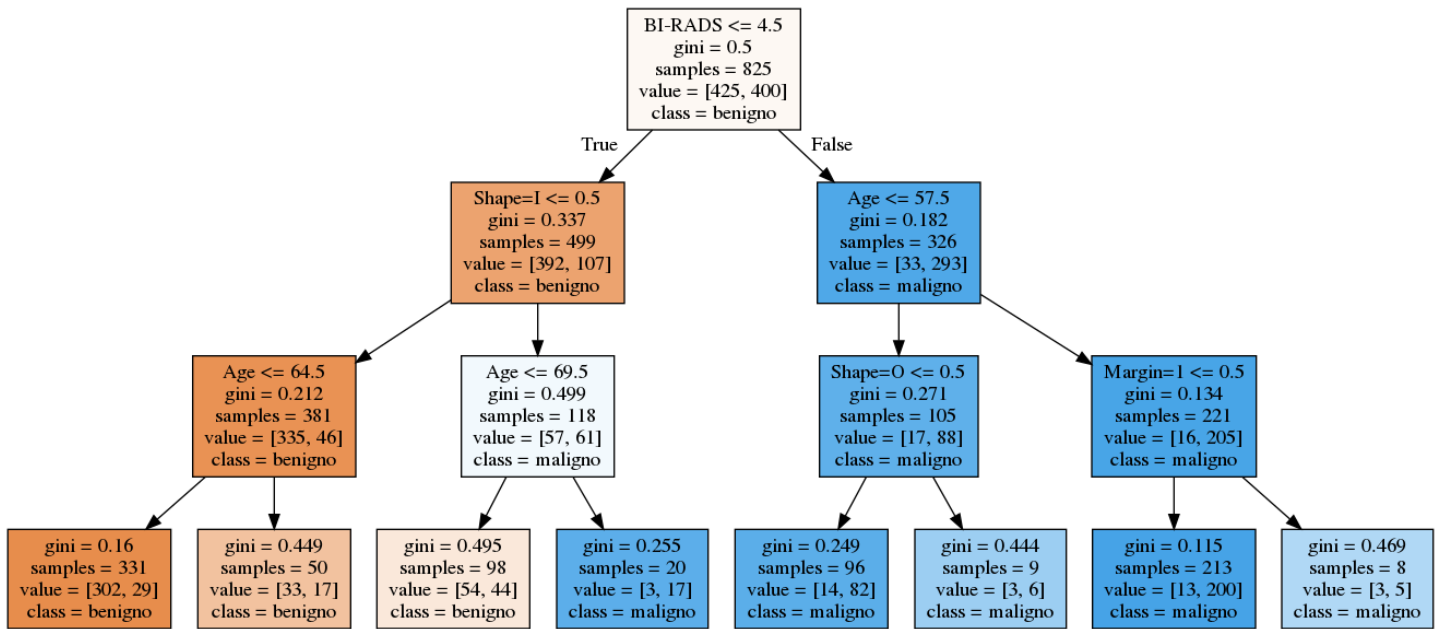 BI-RADS <= 4.5
gini = 0.5
samples = 825
value = [425, 400]
class = benigno
True
False
Shape=I <= 0.5
gini = 0.337
samples = 499
value = [392, 107]
class = benigno
Age <= 57.5
gini = 0.182
samples = 326
value = [33, 293]
class = maligno
Age <= 64.5
gini = 0.212
samples = 381
value = [335, 46]
class = benigno
Age <= 69.5
gini = 0.499
samples = 118
value = [57, 61]
class = maligno
Shape=O <= 0.5
gini = 0.271
samples = 105
value = [17, 88]
class = maligno
Margin=1 <= 0.5
gini = 0.134
samples = 221
value = [16, 205]
class = maligno
gini = 0.16
samples = 331
value = [302, 29]
class = benigno
gini = 0.449
samples = 50
value = [33, 17]
class = benigno
gini = 0.495
samples = 98
value = [54, 44]
class = benigno
gini = 0.255
samples = 20
value = [3, 17]
class = maligno
gini = 0.249
samples = 96
value = [14, 82]
class = maligno
gini = 0.444
samples = 9
value = [3, 6]
class = maligno
gini = 0.115
samples = 213
value = [13, 200]
class = maligno
gini = 0.469
samples = 8
value = [3, 5]
class = maligno